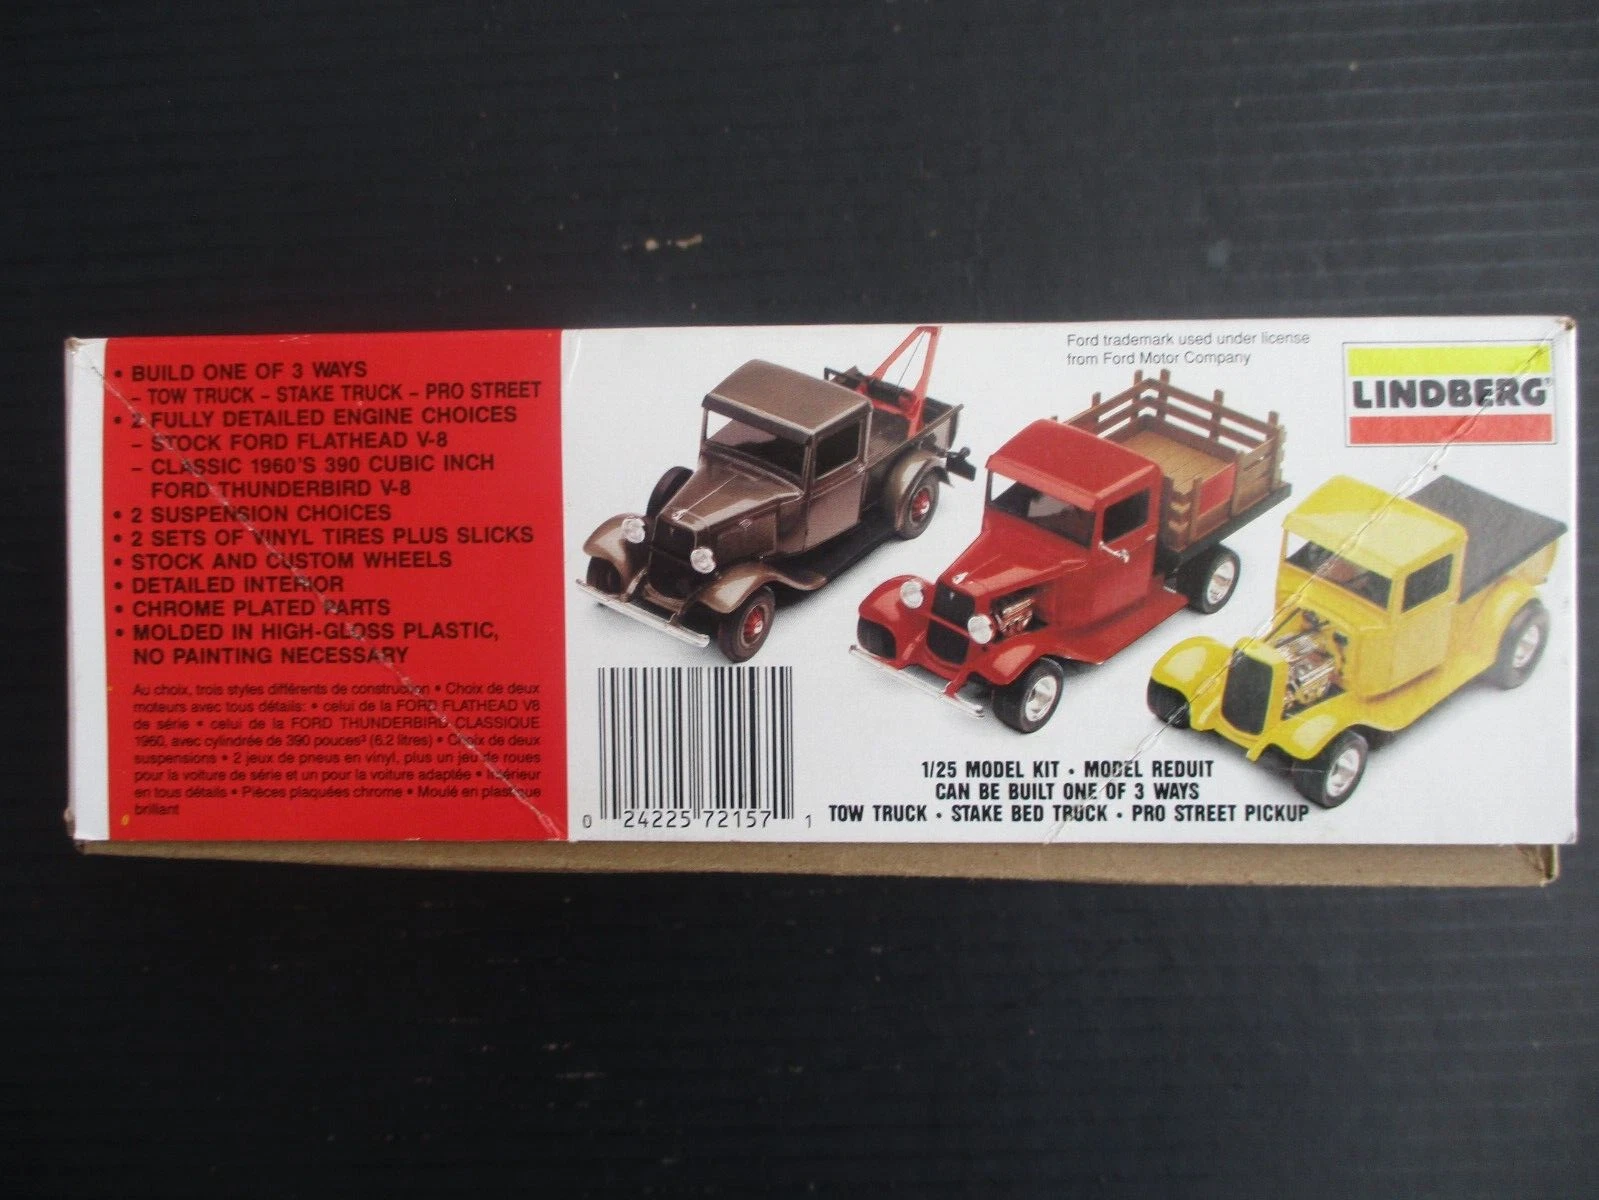 • BUILD ONE OF 3 WAYS
– TOW TRUCK – STAKE TRUCK – PRO STREET
• 2 FULLY DETAILED ENGINE CHOICES
– STOCK FORD FLATHEAD V-8
– CLASSIC 1960'S 390 CUBIC INCH
FORD THUNDERBIRD V-8
• 2 SUSPENSION CHOICES
• 2 SETS OF VINYL TIRES PLUS SLICKS
• STOCK AND CUSTOM WHEELS
• DETAILED INTERIOR
• CHROME PLATED PARTS
• MOLDED IN HIGH-GLOSS PLASTIC,
NO PAINTING NECESSARY
Au choix, trois styles différents de construction • Choix de deux
moteurs avec tous détails: • celui de la FORD FLATHEAD V8
de série • celui de la FORD THUNDERBIRD CLASSIQUE
1960, avec cylindrée de 390 pouces³ (6.2 litres) • Choix de deux
suspensions • 2 jeux de pneus en vinyl, plus un jeu de roues
pour la voiture de série et un pour la voiture adaptée • Intérieur
en tous détails • Pièces plaquées chrome • Moulé en plastique
brillant
Ford trademark used under license
from Ford Motor Company
LINDBERG®
1/25 MODEL KIT • MODEL REDUIT
CAN BE BUILT ONE OF 3 WAYS
TOW TRUCK • STAKE BED TRUCK • PRO STREET PICKUP
0 24225 72157 1